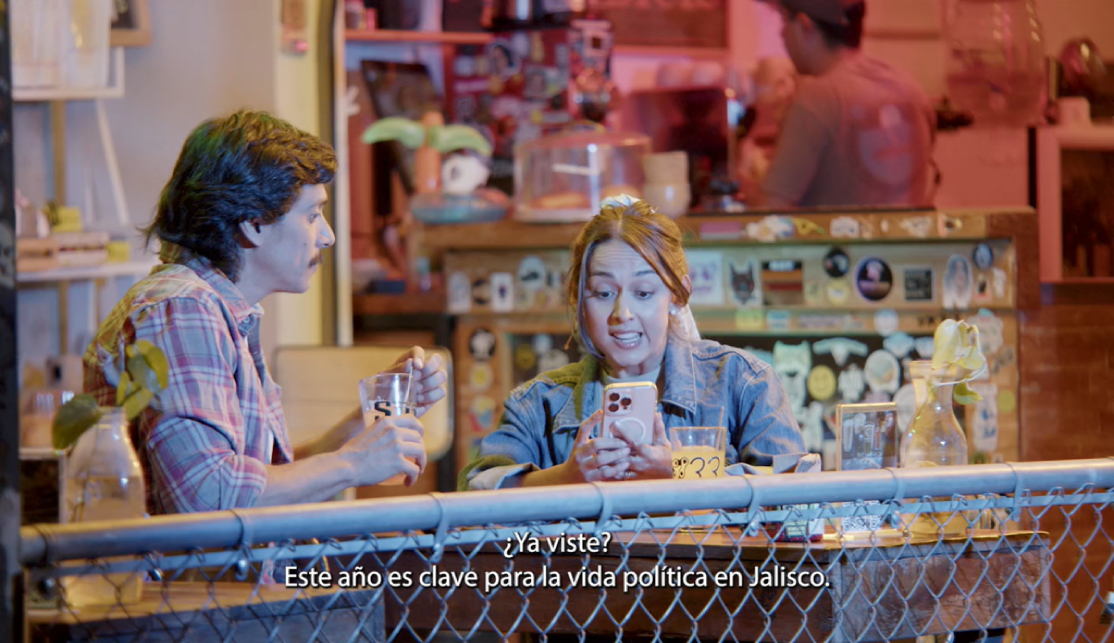 ¿Ya viste?
Este año es clave para la vida política en Jalisco.